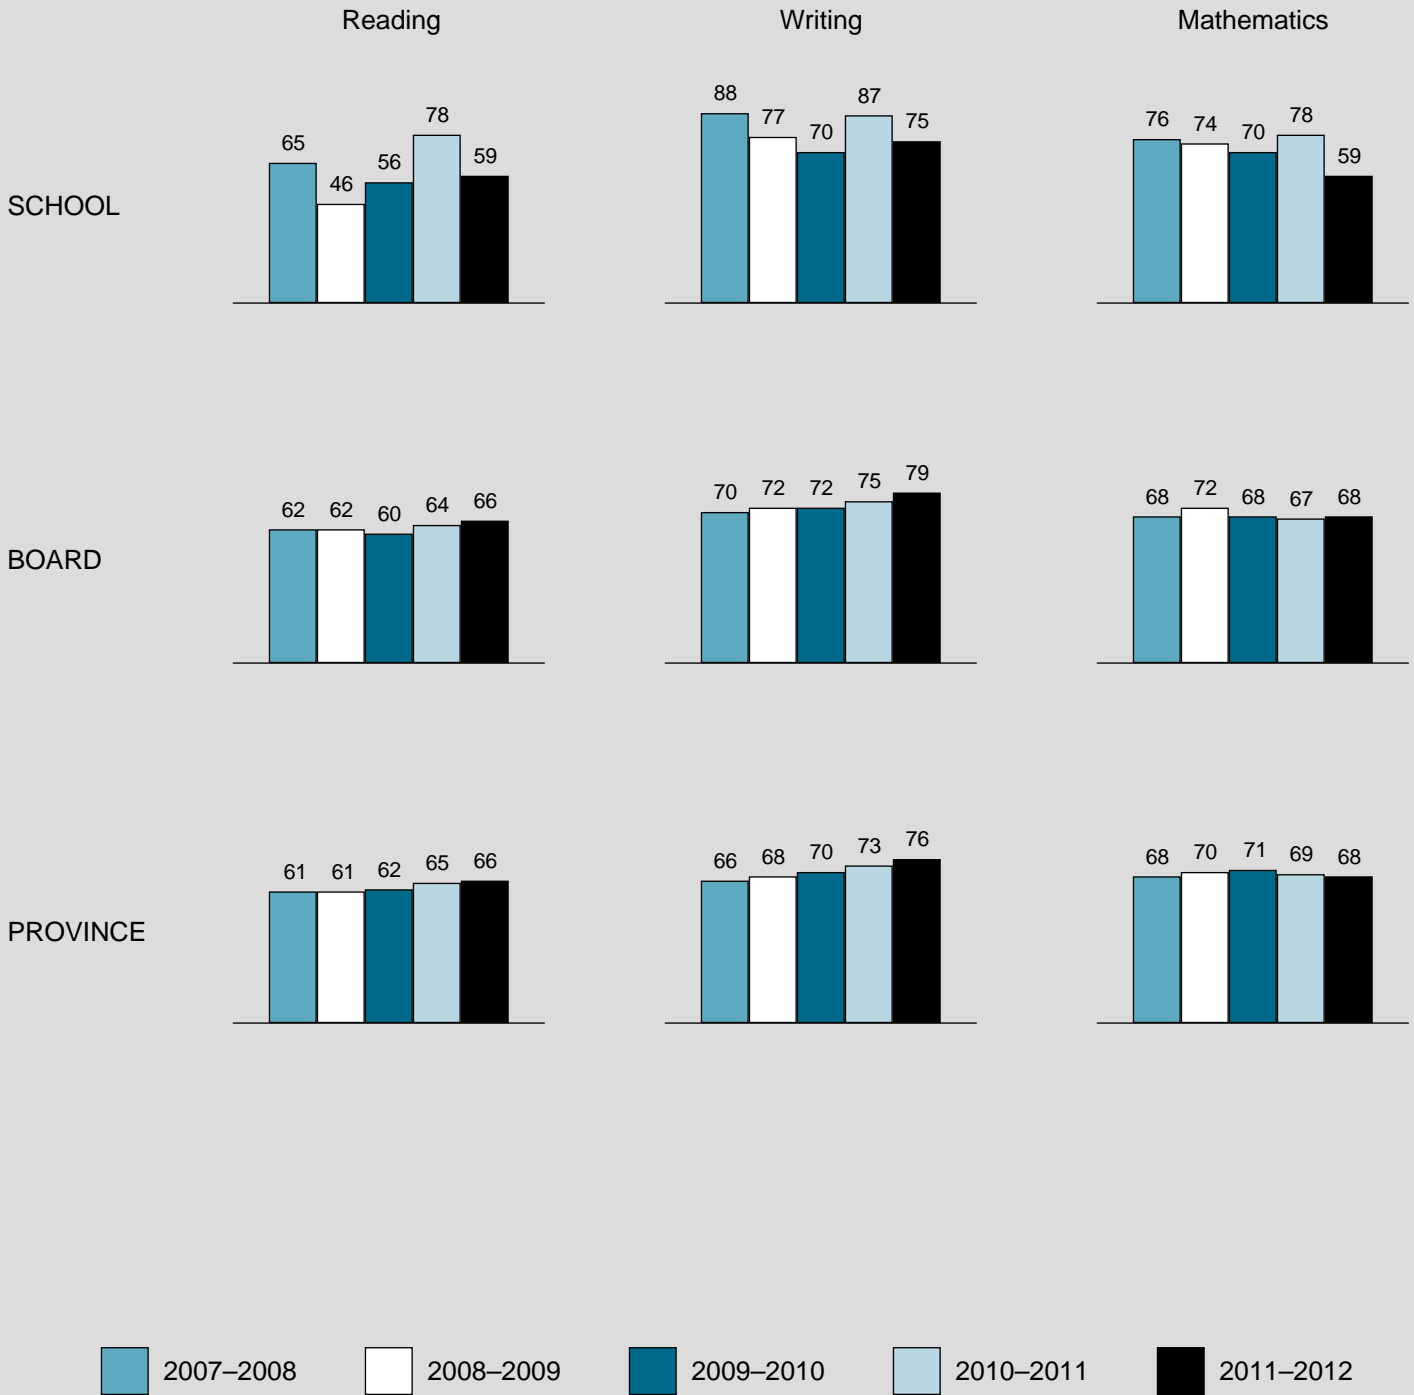 Reading Writing Mathematics
88 87
78 78
77 76 74
75
70 70
65
59 59
56
46
SCHOOL
79
75
72 72 72
70
68 68 67 68
66
64
62 62 60
BOARD
76
73
70 70 71 69
68 68 68
66 65 66
61 61 62
PROVINCE
2007–2008 2008–2009 2009–2010 2010–2011 2011–2012